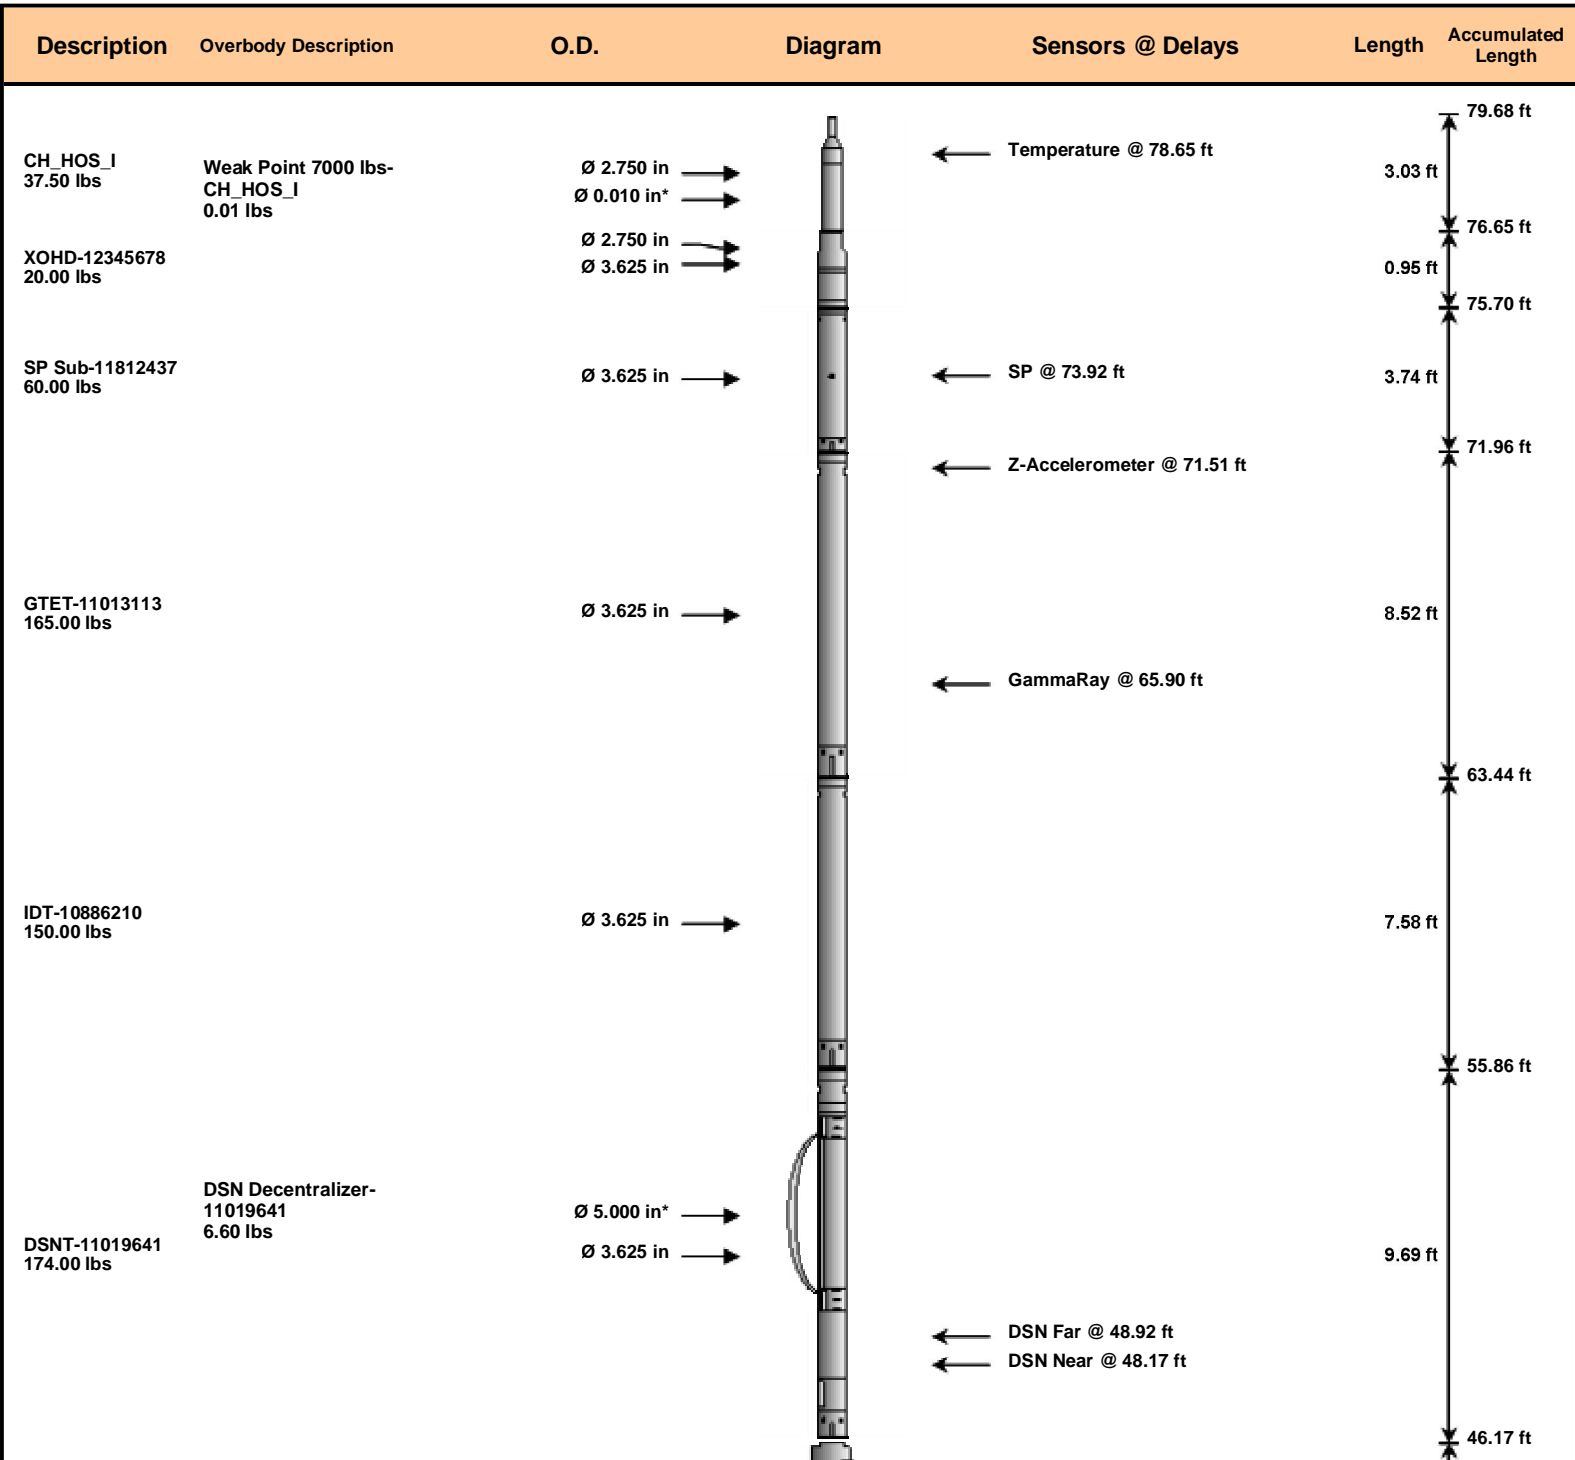 Description Overbody Description O.D. Diagram Sensors @ Delays Length Accumulated
Length
79.68 ft
CH_HOS_I
37.50 lbs
Weak Point 7000 lbs-
CH_HOS_I
0.01 lbs
Ø 2.750 in
Ø 0.010 in*
Temperature @ 78.65 ft
3.03 ft
76.65 ft
XOHD-12345678
20.00 lbs
Ø 2.750 in
Ø 3.625 in
0.95 ft
75.70 ft
SP Sub-11812437
60.00 lbs
Ø 3.625 in
SP @ 73.92 ft
3.74 ft
71.96 ft
Z-Accelerometer @ 71.51 ft
GTET-11013113
165.00 lbs
Ø 3.625 in
8.52 ft
GammaRay @ 65.90 ft
63.44 ft
IDT-10886210
150.00 lbs
Ø 3.625 in
7.58 ft
55.86 ft
DSN Decentralizer-
11019641
6.60 lbs
Ø 5.000 in*
DSNT-11019641
174.00 lbs
Ø 3.625 in
9.69 ft
DSN Far @ 48.92 ft
DSN Near @ 48.17 ft
46.17 ft